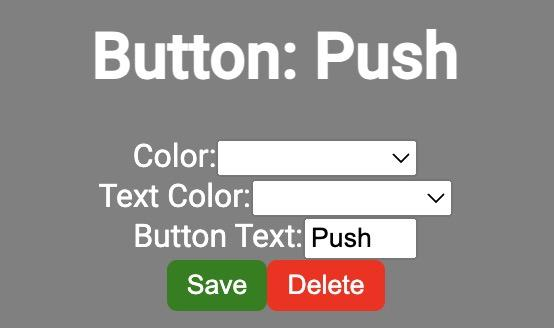 Button: Push
Color:
Text Color:
Button Text: Push
Save Delete